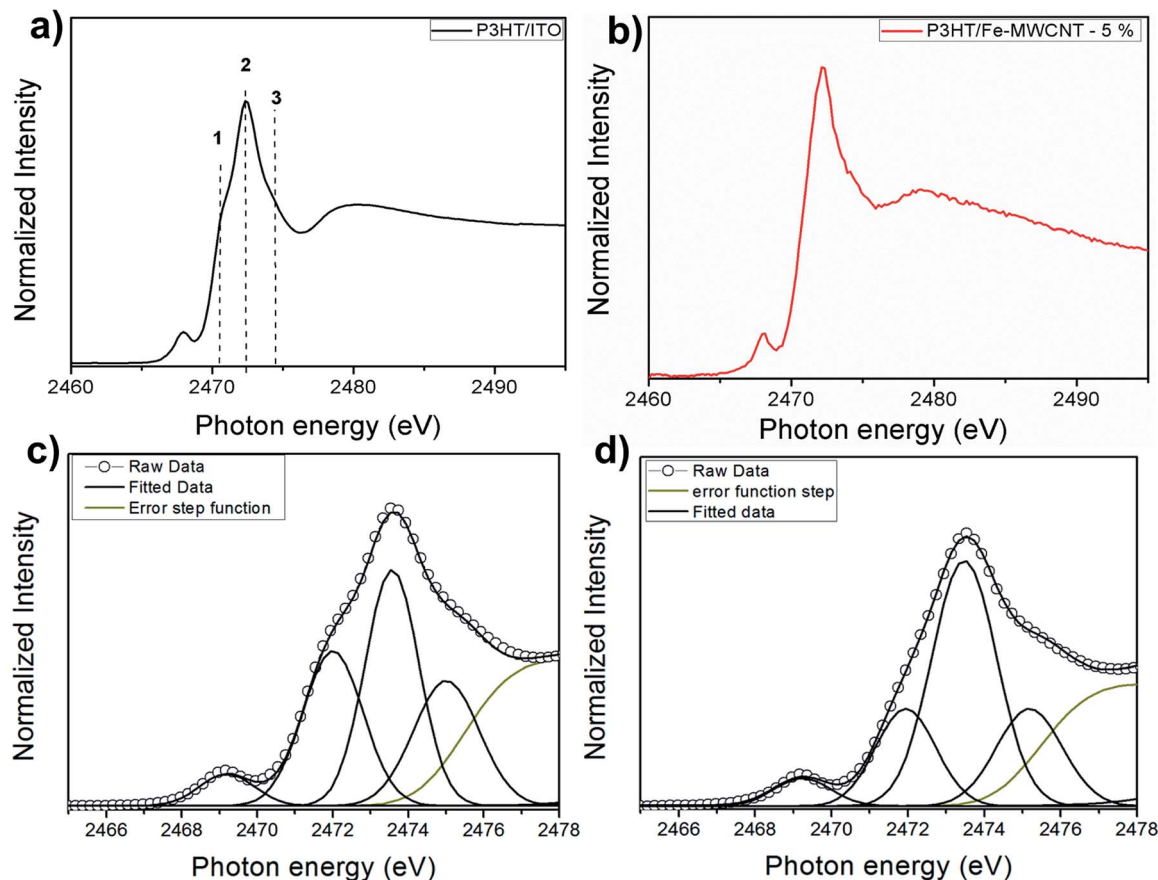 a)
P3HT/ITO
1
2
3
Normalized Intensity
2460
2470
2480
2490
Photon energy (eV)
b)
P3HT/Fe-MWCNT - 5 %
Normalized Intensity
2460
2470
2480
2490
Photon energy (eV)
c)
Raw Data
Fitted Data
Error step function
Normalized Intensity
2466
2468
2470
2472
2474
2476
2478
Photon energy (eV)
d)
Raw Data
error function step
Fitted data
Normalized Intensity
2466
2468
2470
2472
2474
2476
2478
Photon energy (eV)